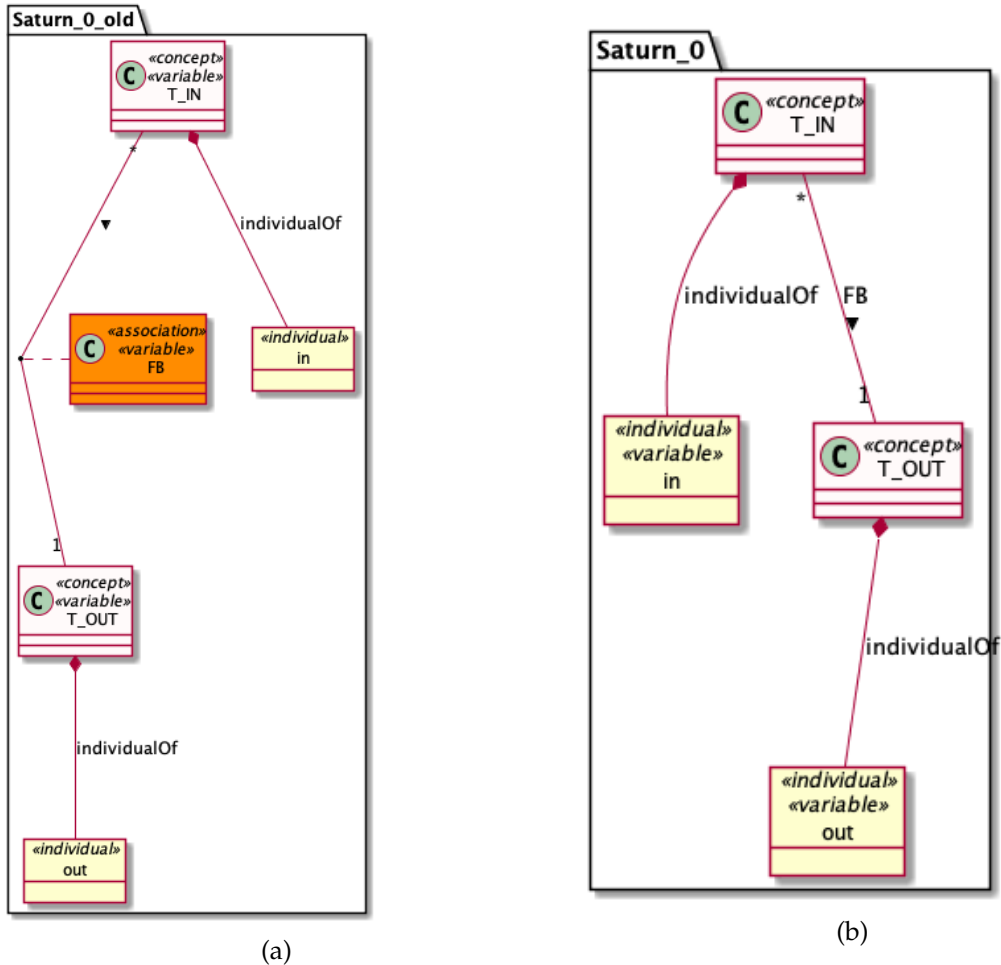 Saturn_0_old
C
«concept»
«variable»
T_IN
*
▼
individualOf
C
«association»
«variable»
FB
«individual»
in
1
C
«concept»
«variable»
T_OUT
individualOf
«individual»
out
(a)
Saturn_0
C
«concept»
T_IN
*
individualOf
FB
▼
1
«individual»
«variable»
in
C
«concept»
T_OUT
individualOf
«individual»
«variable»
out
(b)